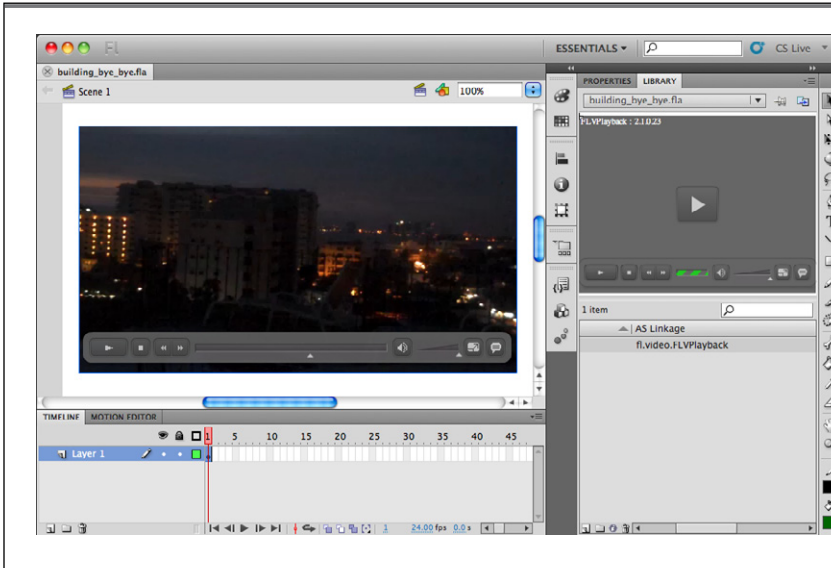 Fl
ESSENTIALS
CS Live
building_bye_bye.fla
Scene 1
100%
PROPERTIES LIBRARY
building_bye_bye.fla
FLVPlayback : 2.1.0.23
1 item
AS Linkage
fl.video.FLVPlayback
TIMELINE MOTION EDITOR
1 5 10 15 20 25 30 35 40 45
Layer 1
1 24.00 fps 0.0 s